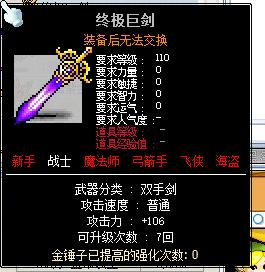 终极巨剑
装备后无法交换
要求等级： 110
要求力量： 0
要求敏捷： 0
要求智力： 0
要求运气： 0
要求人气度： -
道具等级： -
道具经验值： -
新手 战士 魔法师 弓箭手 飞侠 海盗
武器分类 ： 双手剑
攻击速度 ： 普通
攻击力 ： +106
可升级次数 ： 7回
金锤子已提高的强化次数: 0